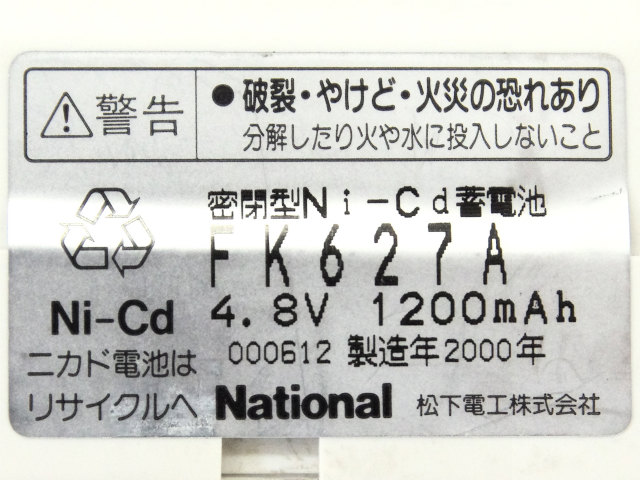 警告
●破裂・やけど・火災の恐れあり
分解したり火や水に投入しないこと
密閉型Ni-Cd蓄電池
FK627A
4.8V 1200mAh
000612 製造年2000年
Ni-Cd
ニカド電池は
リサイクルへ
National 松下電工株式会社